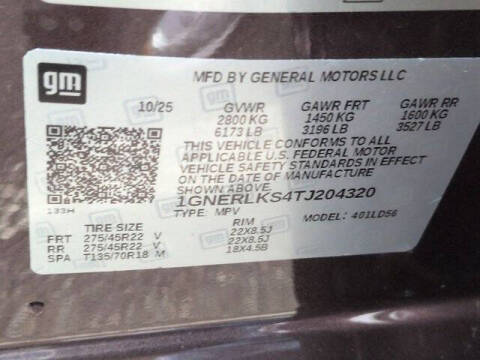 gm
MFD BY GENERAL MOTORS LLC
10/25 GVWR GAWR FRT GAWR RR
2800 KG 1450 KG 1600 KG
6173 LB 3196 LB 3527 LB
THIS VEHICLE CONFORMS TO ALL
APPLICABLE U.S. FEDERAL MOTOR
VEHICLE SAFETY STANDARDS IN EFFECT
ON THE DATE OF MANUFACTURE
SHOWN ABOVE.
1GNERLKS4TJ204320
133H
TYPE: MPV MODEL: 401LD56
TIRE SIZE RIM
FRT 275/45R22 V 22X8.5J
RR 275/45R22 V 22X8.5J
SPA T135/70R18 M 18X4.5B